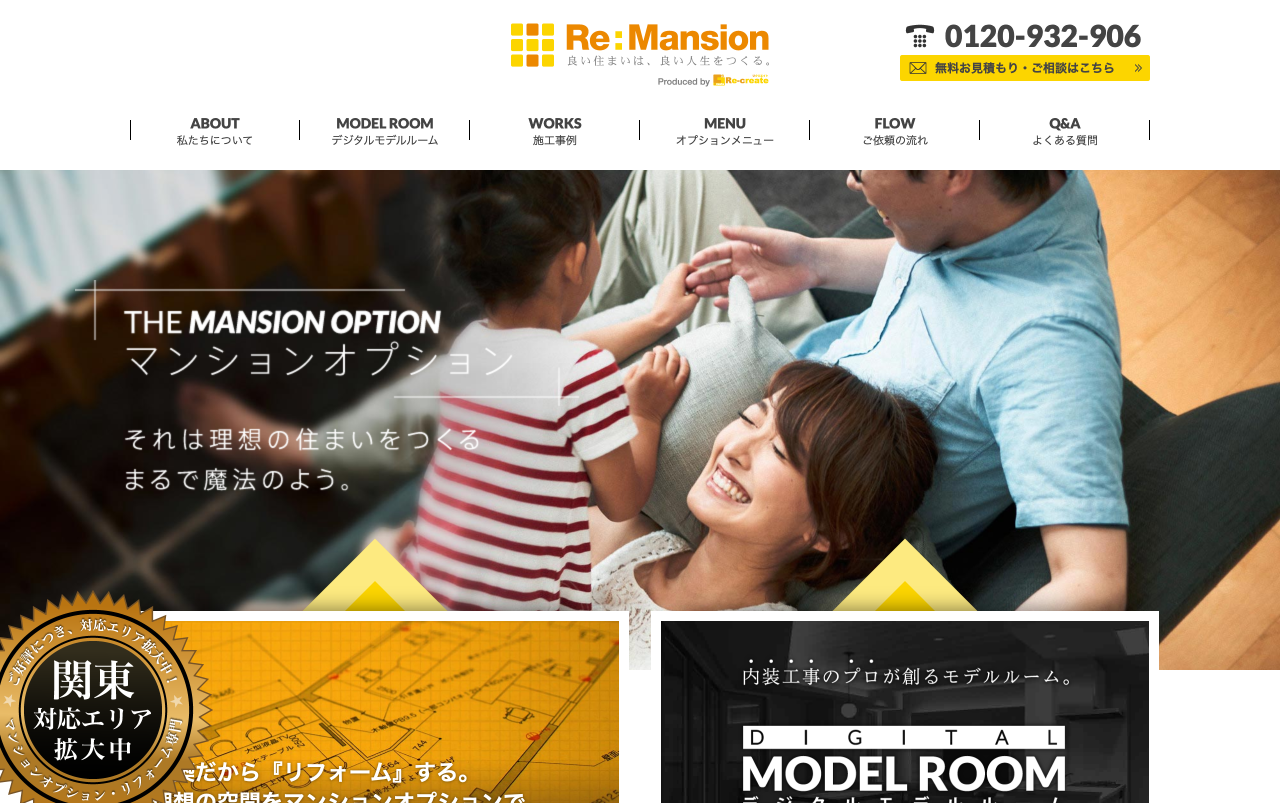 Re:Mansion
良い住まいは、良い人生をつくる。
Produced by Re-create
0120-932-906
無料お見積もり・ご相談はこちら
ABOUT
私たちについて
MODEL ROOM
デジタルモデルルーム
WORKS
施工事例
MENU
オプションメニュー
FLOW
ご依頼の流れ
Q&A
よくある質問
THE MANSION OPTION
マンションオプション
それは理想の住まいをつくる
まるで魔法のよう。
ご好評につき、対応エリア拡大中！
関東
対応エリア
拡大中
マンションオプション・リフォーム
だから『リフォーム』する。
想の空間をマンションオプションで
内装工事のプロが創るモデルルーム。
DIGITAL
MODEL ROOM
デジタルモデルルーム